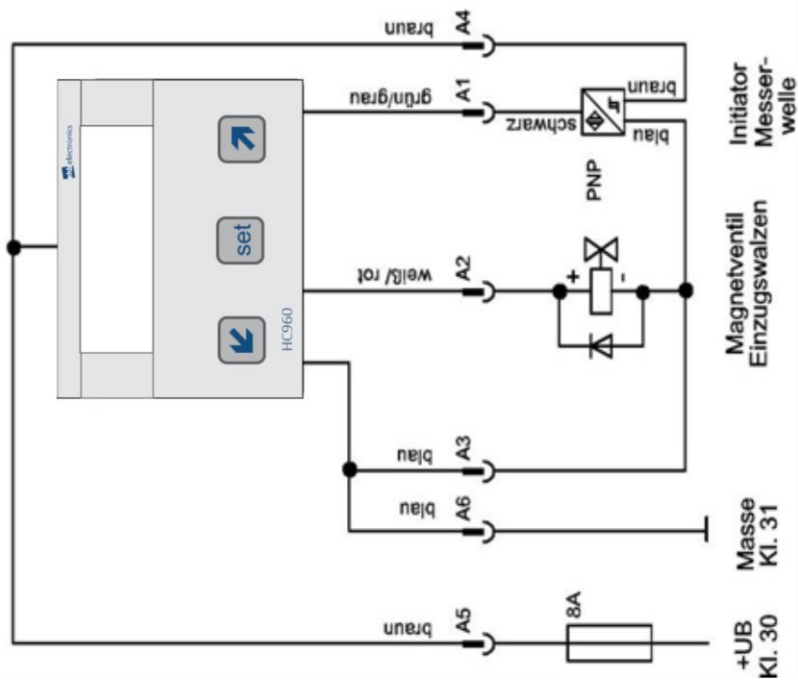 electronics
HC960
set
braun
A4
grün/grau
A1
schwarz
braun
blau
PNP
Initiator
Messer-
welle
weiß/ rot
A2
+
-
Magnetventil
Einzugswalzen
blau
A3
blau
A6
Masse
Kl. 31
braun
A5
8A
+UB
Kl. 30